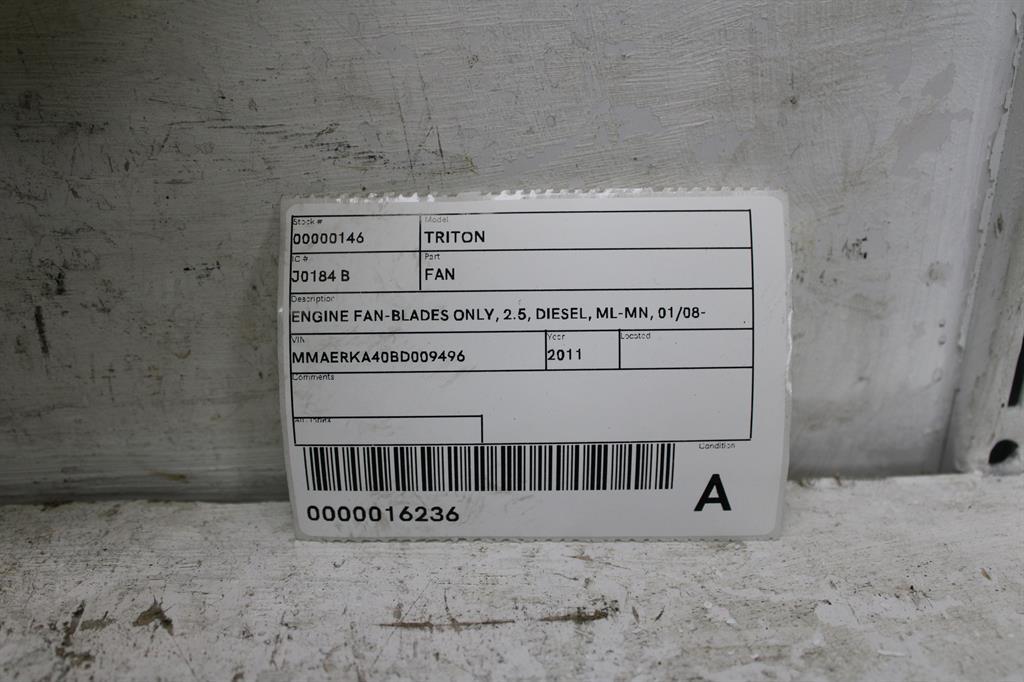 Stock # Model
00000146 TRITON
IC # Part
J0184 B FAN
Description
ENGINE FAN-BLADES ONLY, 2.5, DIESEL, ML-MN, 01/08-
VIN Year Located
MMAERKA40BD009496 2011
Comments
Condition
0000016236 A